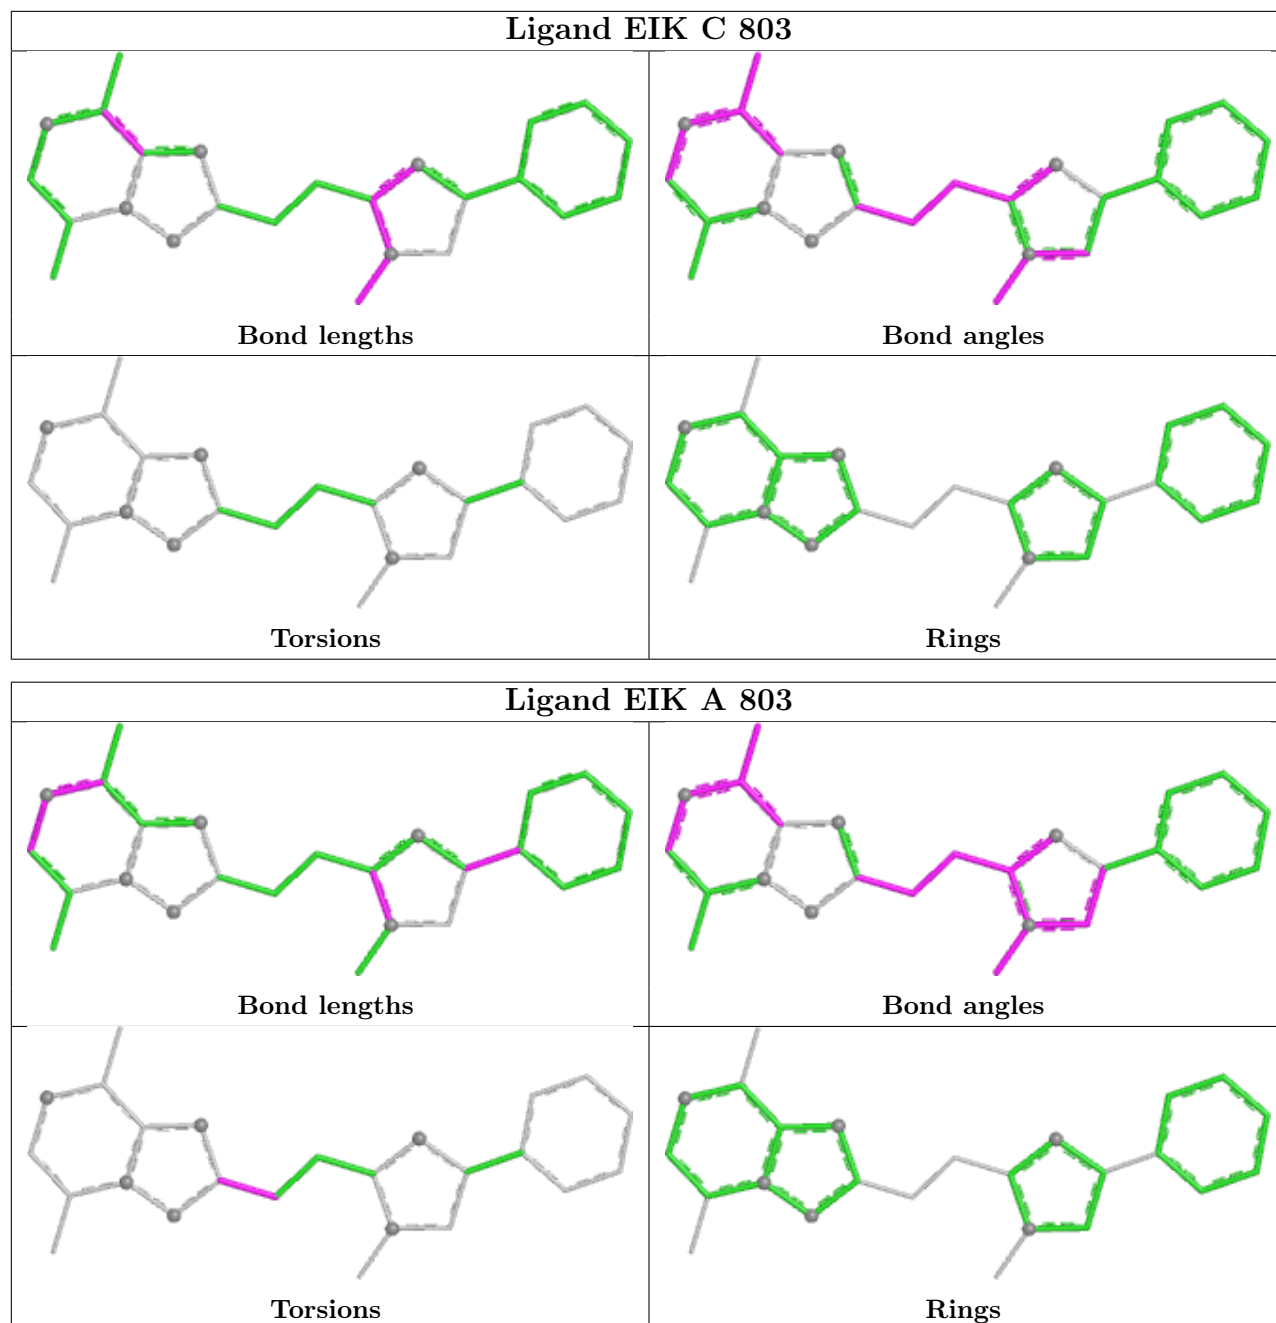 Ligand EIK C 803
Bond lengths
Bond angles
Torsions
Rings
Ligand EIK A 803
Bond lengths
Bond angles
Torsions
Rings